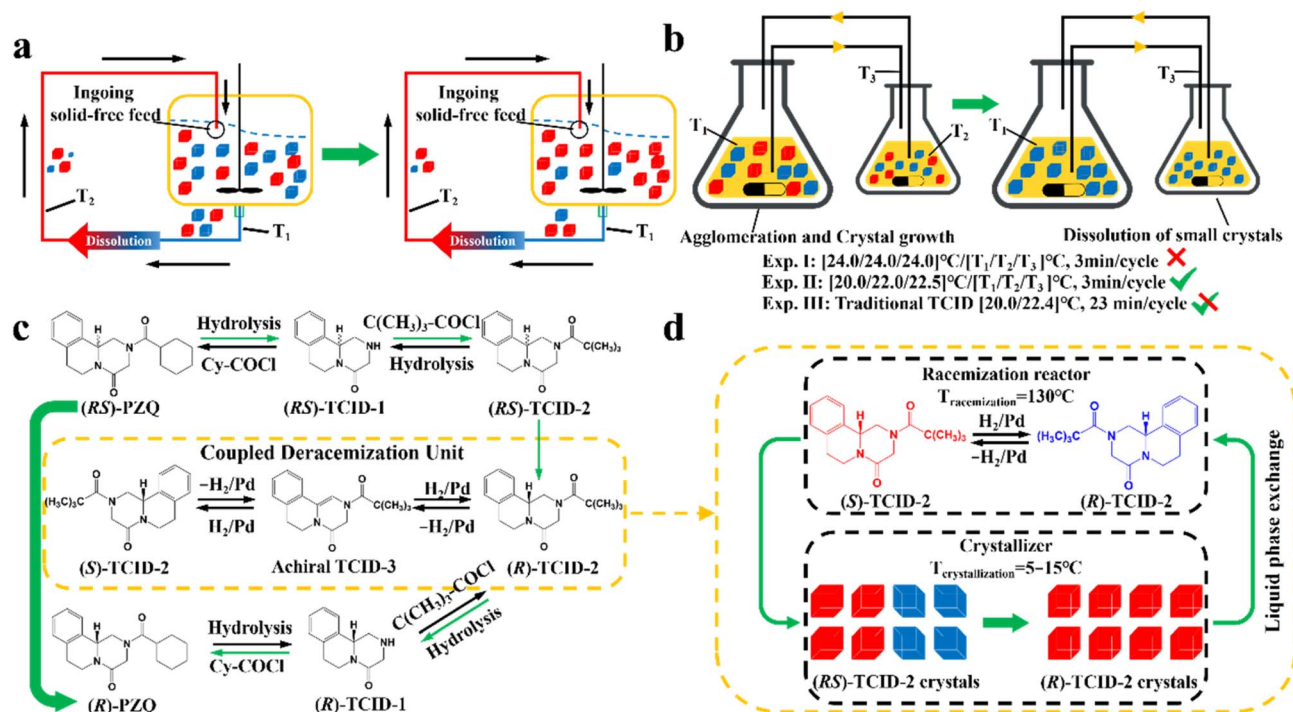 a
Ingoing
solid-free feed
T₂
Dissolution
T₁
Ingoing
solid-free feed
T₂
Dissolution
T₁
b
T₃
T₃
T₁
T₂
T₁
Agglomeration and Crystal growth
Dissolution of small crystals
Exp. I: [24.0/24.0/24.0]°C/[T₁/T₂/T₃]°C, 3min/cycle
Exp. II: [20.0/22.0/22.5]°C/[T₁/T₂/T₃]°C, 3min/cycle
Exp. III: Traditional TCID [20.0/22.4]°C, 23 min/cycle
c
H
N
O
N
O
(RS)-PZQ
Hydrolysis
Cy-COCl
H
NH
N
O
(RS)-TCID-1
C(CH₃)₃-COCl
Hydrolysis
H
N
O
C(CH₃)₃
N
O
(RS)-TCID-2
Coupled Deracemization Unit
O
(H₃C)₃C
N
H
N
O
(S)-TCID-2
−H₂/Pd
H₂/Pd
O
N
C(CH₃)₃
N
O
Achiral TCID-3
H₂/Pd
−H₂/Pd
H
N
O
C(CH₃)₃
N
O
(R)-TCID-2
H
N
O
N
O
(R)-PZQ
Hydrolysis
Cy-COCl
H
NH
N
O
(R)-TCID-1
C(CH₃)₃-COCl
Hydrolysis
d
Racemization reactor
T racemization=130°C
H
O
N
C(CH₃)₃
N
O
(S)-TCID-2
H₂/Pd
−H₂/Pd
O
(H₃C)₃C
N
H
N
O
(R)-TCID-2
Crystallizer
T crystallization=5−15°C
(RS)-TCID-2 crystals
(R)-TCID-2 crystals
Liquid phase exchange